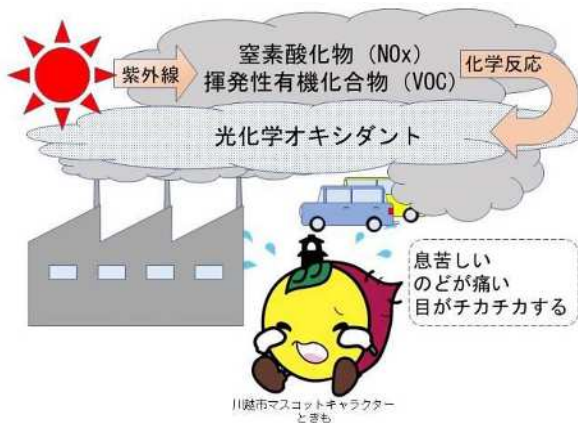 紫外線
窒素酸化物（NOx）
揮発性有機化合物（VOC）
化学反応
光化学オキシダント
息苦しい
のどが痛い
目がチカチカする
川越市マスコットキャラクター
ときも